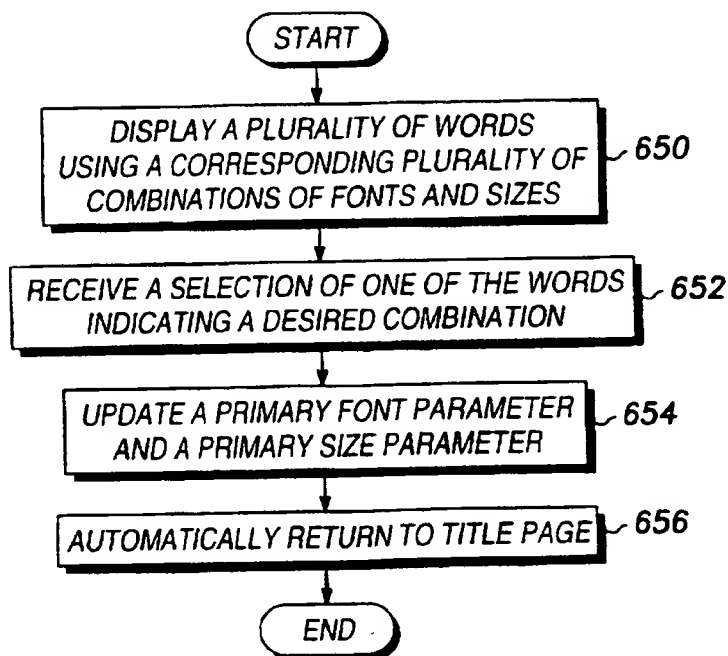 START
DISPLAY A PLURALITY OF WORDS
USING A CORRESPONDING PLURALITY OF
COMBINATIONS OF FONTS AND SIZES
650
RECEIVE A SELECTION OF ONE OF THE WORDS
INDICATING A DESIRED COMBINATION
652
UPDATE A PRIMARY FONT PARAMETER
AND A PRIMARY SIZE PARAMETER
654
AUTOMATICALLY RETURN TO TITLE PAGE
656
END